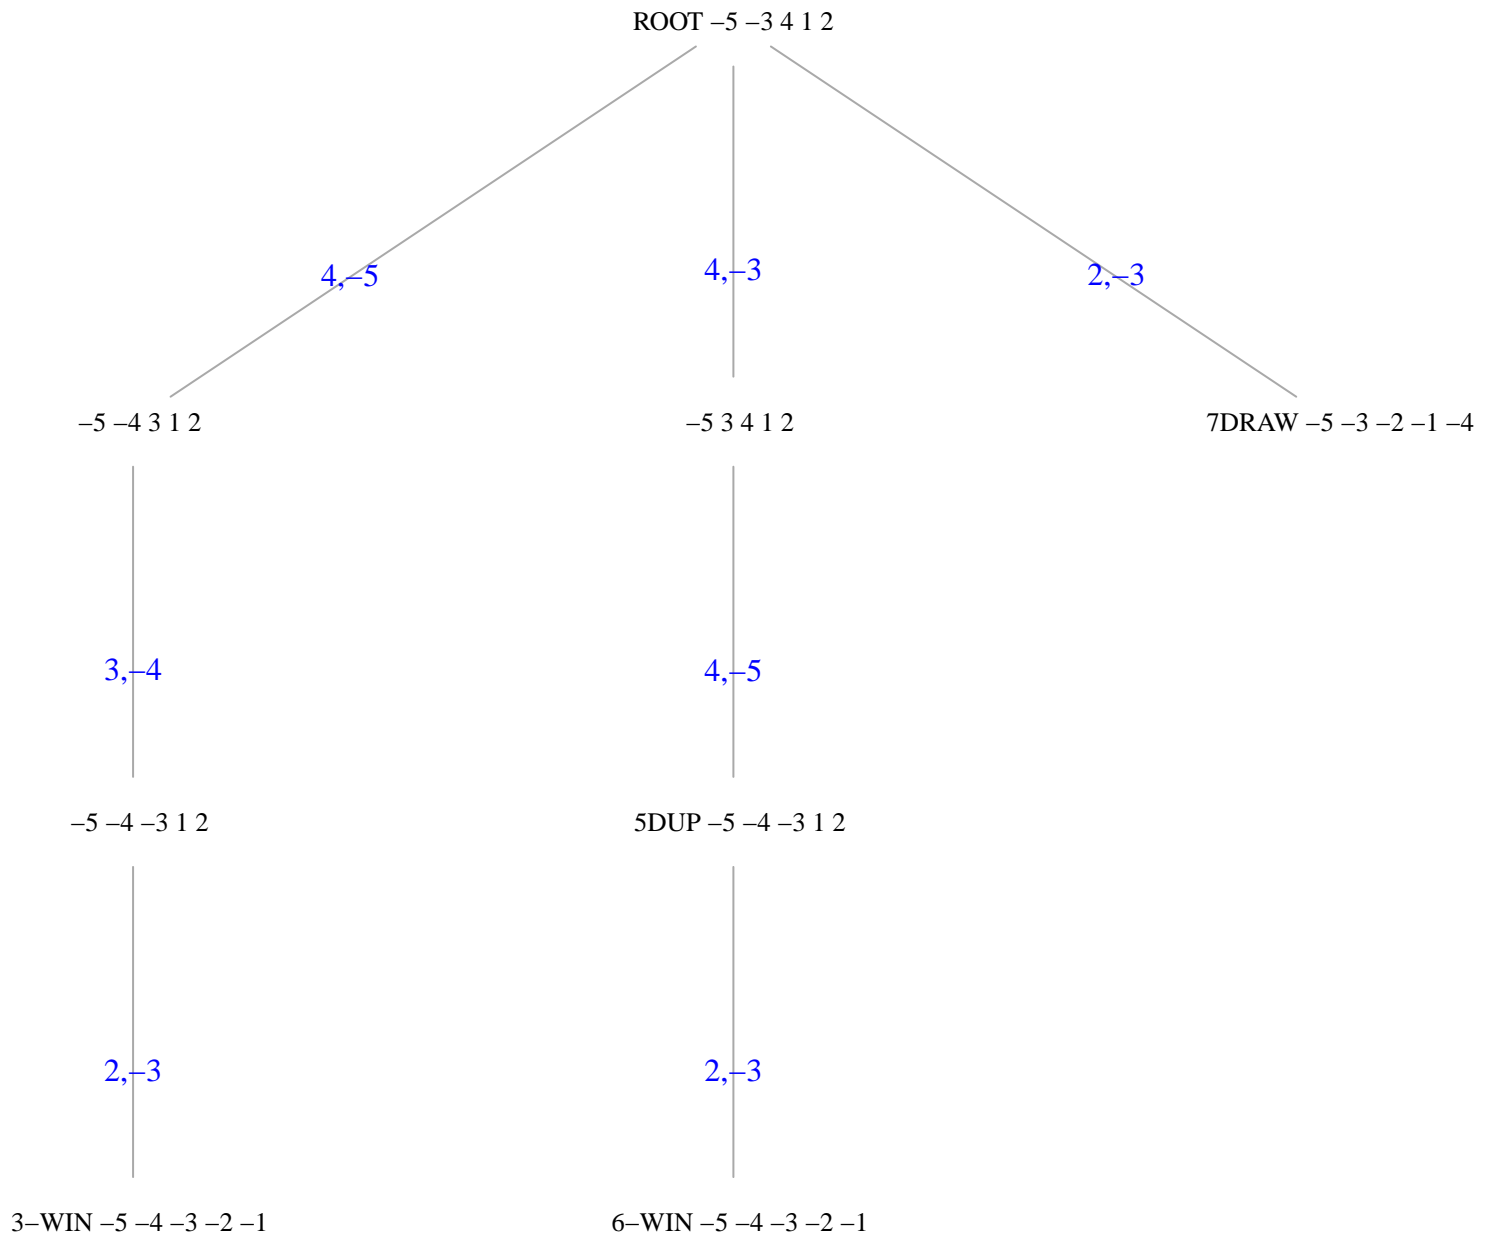 ROOT –5 –3 4 1 2
4,–5
4,–3
2,–3
–5 –4 3 1 2
–5 3 4 1 2
7DRAW –5 –3 –2 –1 –4
3,–4
4,–5
–5 –4 –3 1 2
5DUP –5 –4 –3 1 2
2,–3
2,–3
3–WIN –5 –4 –3 –2 –1
6–WIN –5 –4 –3 –2 –1